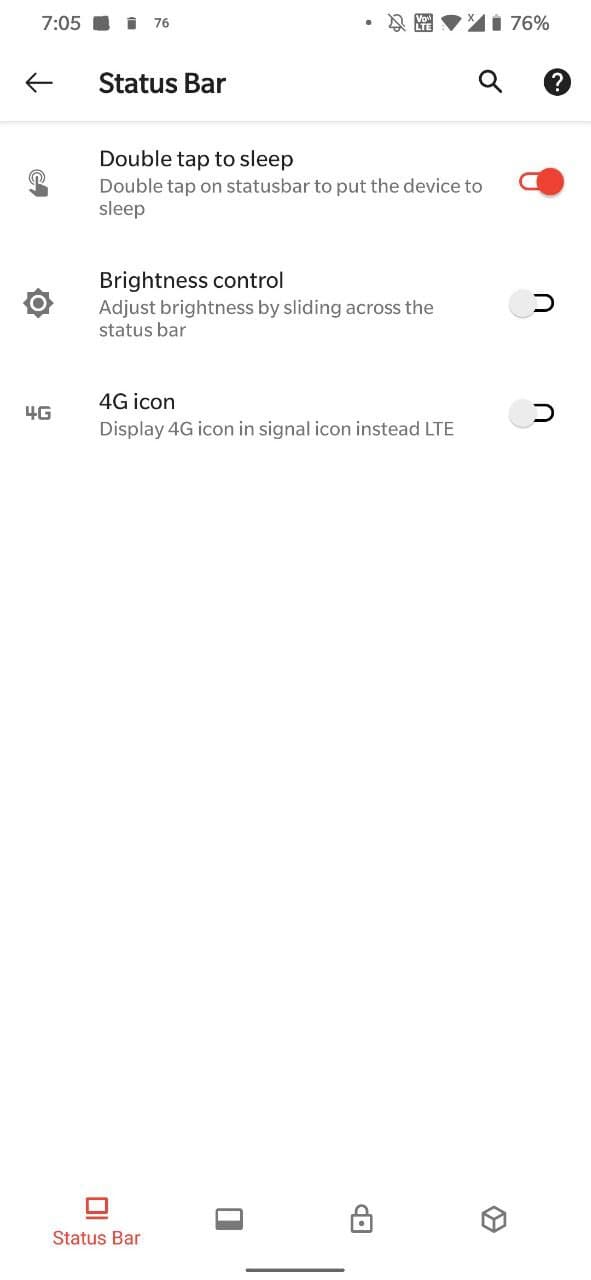 7:05 76 Vo)) LTE X 76%
Status Bar ?
Double tap to sleep
Double tap on statusbar to put the device to
sleep
Brightness control
Adjust brightness by sliding across the
status bar
4G
4G icon
Display 4G icon in signal icon instead LTE
Status Bar